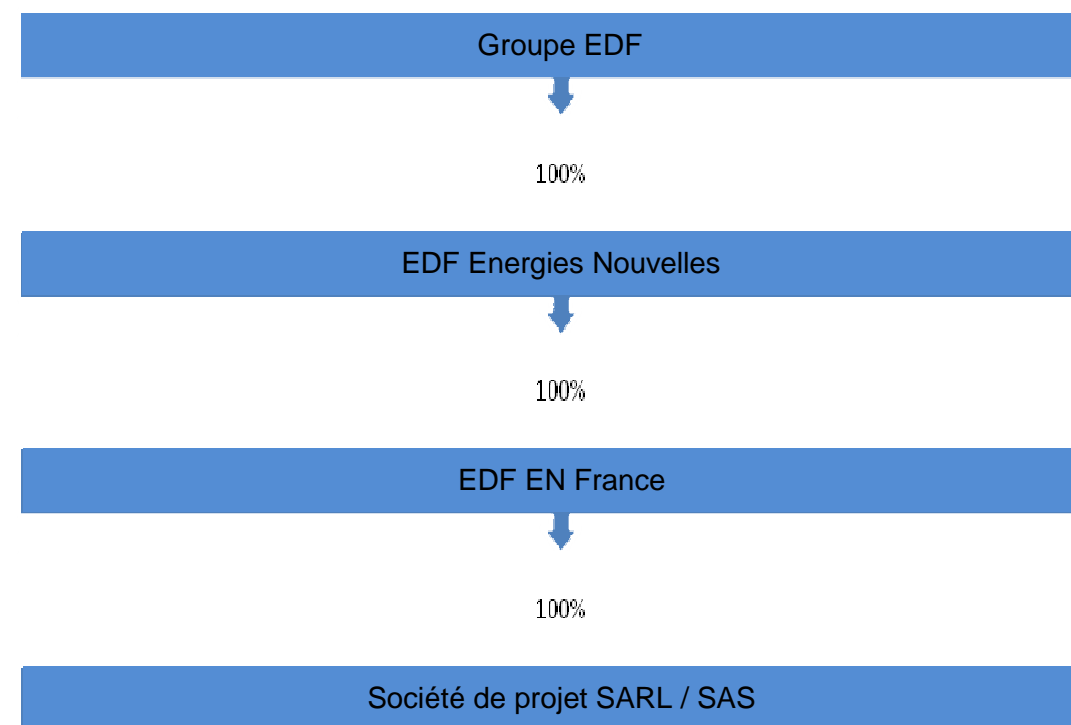 Groupe EDF
100%
EDF Energies Nouvelles
100%
EDF EN France
100%
Société de projet SARL / SAS